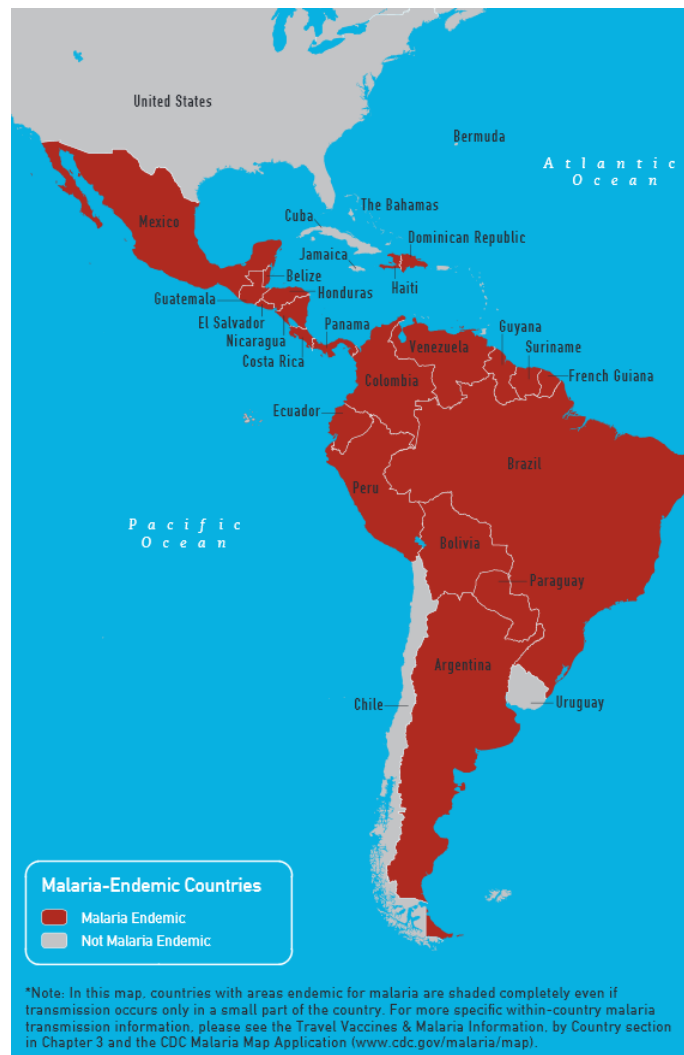 United States
Bermuda
Atlantic
Ocean
The Bahamas
Mexico
Cuba
Dominican Republic
Jamaica
Belize
Haiti
Honduras
Guatemala
El Salvador
Panama
Nicaragua
Costa Rica
Venezuela
Guyana
Suriname
Colombia
French Guiana
Ecuador
Brazil
Peru
Pacific
Ocean
Bolivia
Paraguay
Argentina
Chile
Uruguay
Malaria-Endemic Countries
Malaria Endemic
Not Malaria Endemic
*Note: In this map, countries with areas endemic for malaria are shaded completely even if
transmission occurs only in a small part of the country. For more specific within-country malaria
transmission information, please see the Travel Vaccines & Malaria Information, by Country section
in Chapter 3 and the CDC Malaria Map Application (www.cdc.gov/malaria/map).